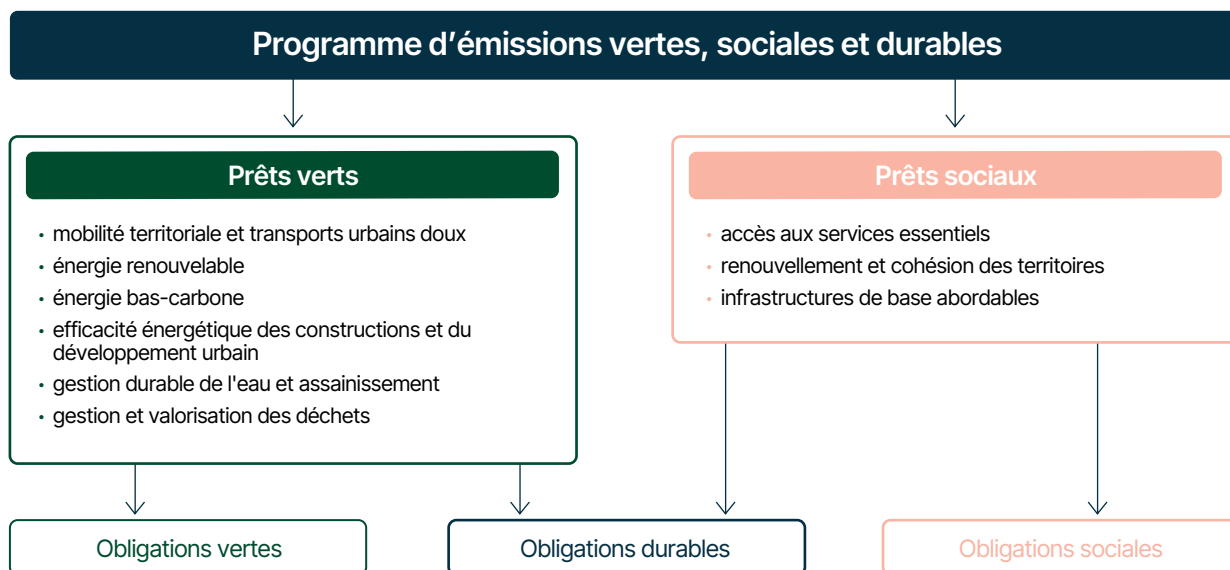 Programme d’émissions vertes, sociales et durables
Prêts verts
• mobilité territoriale et transports urbains doux
• énergie renouvelable
• énergie bas-carbone
• efficacité énergétique des constructions et du
développement urbain
• gestion durable de l'eau et assainissement
• gestion et valorisation des déchets
Prêts sociaux
• accès aux services essentiels
• renouvellement et cohésion des territoires
• infrastructures de base abordables
Obligations vertes
Obligations durables
Obligations sociales